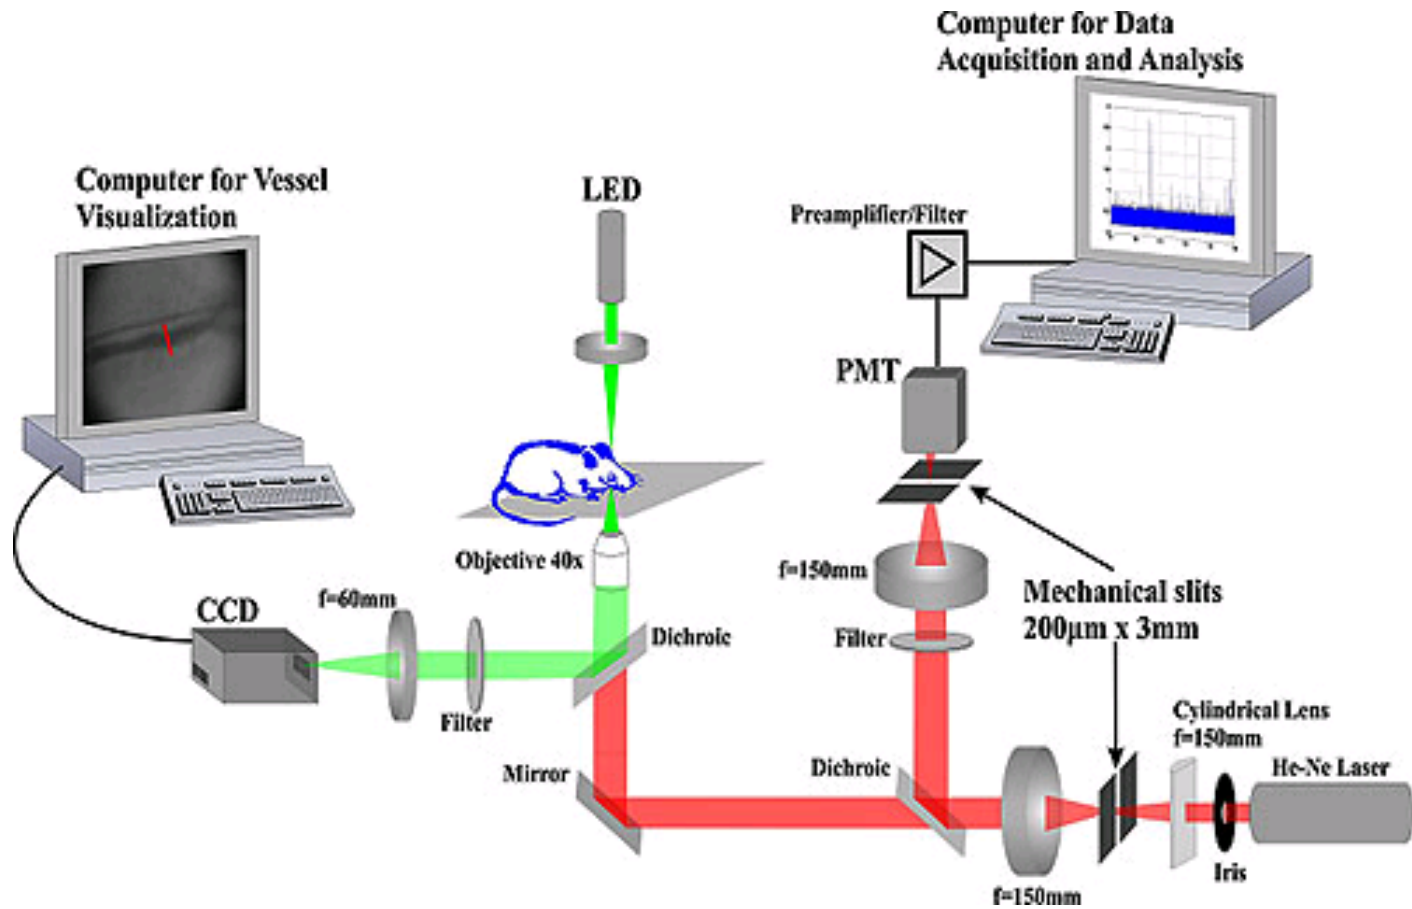 Computer for Data
Acquisition and Analysis
Computer for Vessel
Visualization
LED
Preamplifier/Filter
PMT
Objective 40x
f=150mm
Mechanical slits
200μm x 3mm
CCD
f=60mm
Dichroic
Filter
Filter
Cylindrical Lens
f=150mm
Mirror
Dichroic
He-Ne Laser
Iris
f=150mm